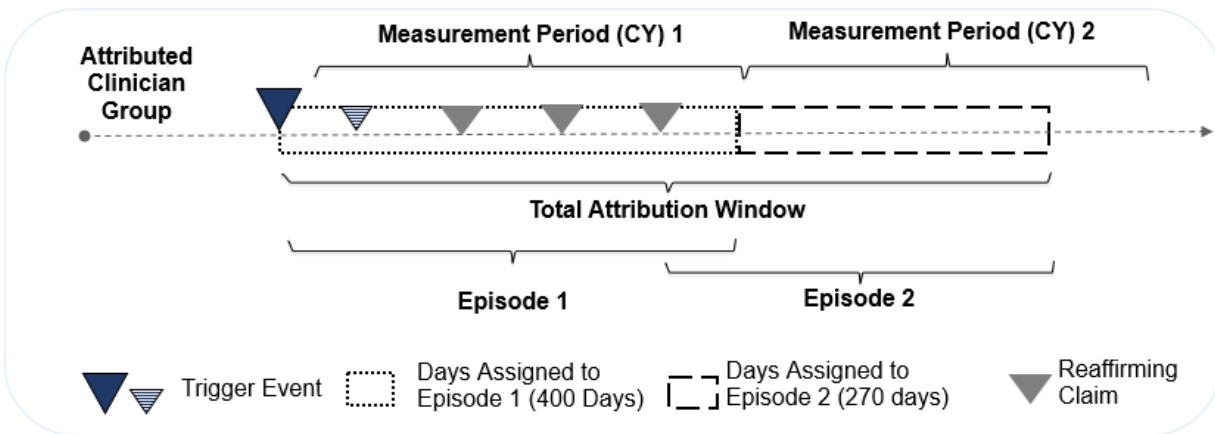 Measurement Period (CY) 1
Measurement Period (CY) 2
Attributed
Clinician
Group
Total Attribution Window
Episode 1
Episode 2
Trigger Event
Days Assigned to
Episode 1 (400 Days)
Days Assigned to
Episode 2 (270 days)
Reaffirming
Claim